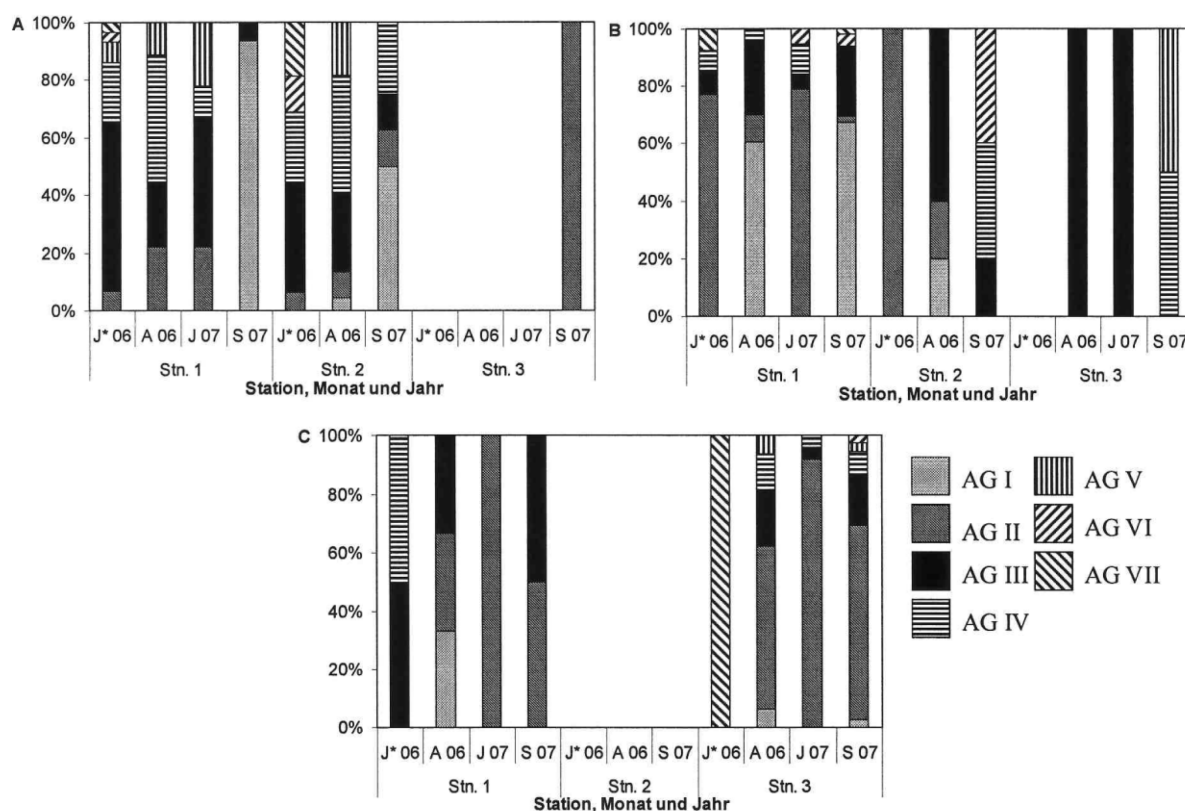 A
100%
80%
60%
40%
20%
0%
J* 06 A 06 J 07 S 07 J* 06 A 06 S 07 J* 06 A 06 J 07 S 07
Stn. 1 Stn. 2 Stn. 3
Station, Monat und Jahr
B
100%
80%
60%
40%
20%
0%
J* 06 A 06 J 07 S 07 J* 06 A 06 S 07 J* 06 A 06 J 07 S 07
Stn. 1 Stn. 2 Stn. 3
Station, Monat und Jahr
C
100%
80%
60%
40%
20%
0%
J* 06 A 06 J 07 S 07 J* 06 A 06 A 07 J* 06 A 06 J 07 S 07
Stn. 1 Stn. 2 Stn. 3
Station, Monat und Jahr
AG I AG V
AG II AG VI
AG III AG VII
AG IV